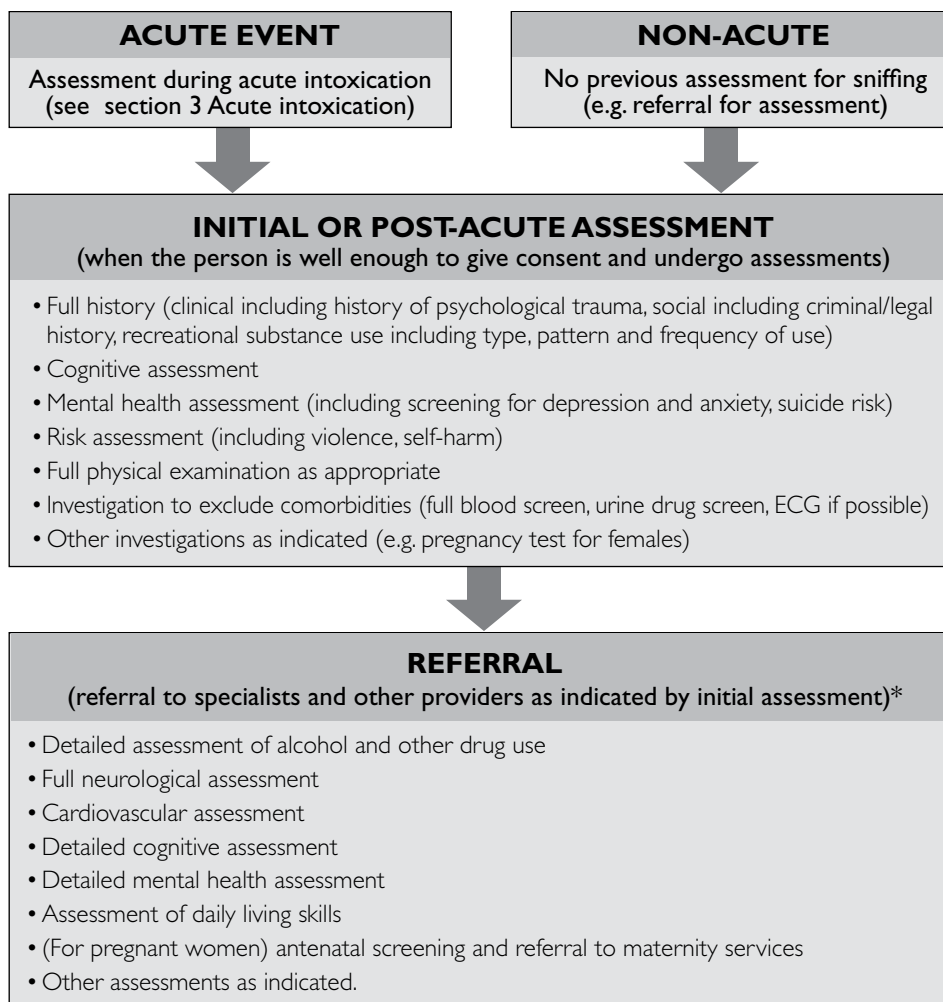 ACUTE EVENT
Assessment during acute intoxication
(see section 3 Acute intoxication)
NON-ACUTE
No previous assessment for sniffing
(e.g. referral for assessment)
INITIAL OR POST-ACUTE ASSESSMENT
(when the person is well enough to give consent and undergo assessments)
• Full history (clinical including history of psychological trauma, social including criminal/legal
history, recreational substance use including type, pattern and frequency of use)
• Cognitive assessment
• Mental health assessment (including screening for depression and anxiety, suicide risk)
• Risk assessment (including violence, self-harm)
• Full physical examination as appropriate
• Investigation to exclude comorbidities (full blood screen, urine drug screen, ECG if possible)
• Other investigations as indicated (e.g. pregnancy test for females)
REFERRAL
(referral to specialists and other providers as indicated by initial assessment)*
• Detailed assessment of alcohol and other drug use
• Full neurological assessment
• Cardiovascular assessment
• Detailed cognitive assessment
• Detailed mental health assessment
• Assessment of daily living skills
• (For pregnant women) antenatal screening and referral to maternity services
• Other assessments as indicated.